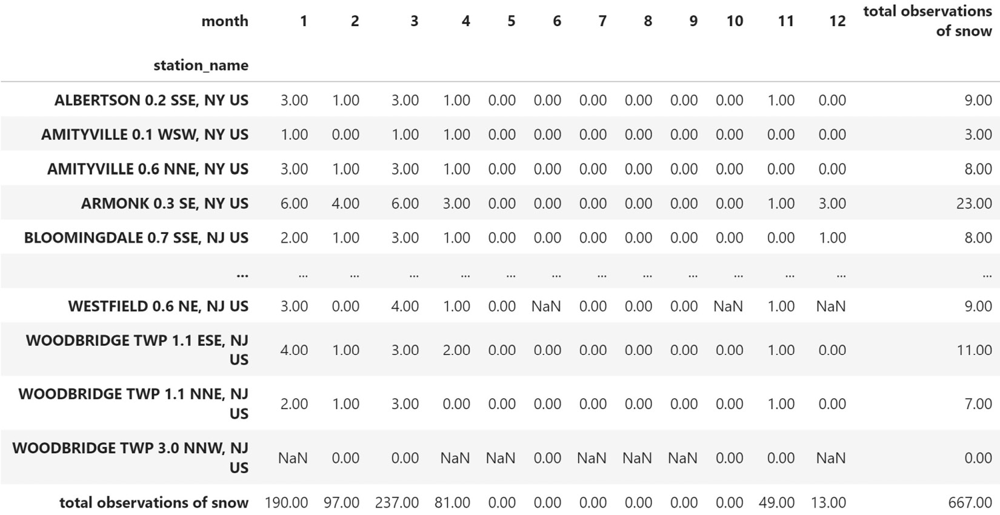 month 1 2 3 4 5 6 7 8 9 10 11 12 total observations
of snow
station_name
ALBERTSON 0.2 SSE, NY US 3.00 1.00 3.00 1.00 0.00 0.00 0.00 0.00 0.00 0.00 1.00 0.00 9.00
AMITYVILLE 0.1 WSW, NY US 1.00 0.00 1.00 1.00 0.00 0.00 0.00 0.00 0.00 0.00 0.00 0.00 3.00
AMITYVILLE 0.6 NNE, NY US 3.00 1.00 3.00 1.00 0.00 0.00 0.00 0.00 0.00 0.00 0.00 0.00 8.00
ARMONK 0.3 SE, NY US 6.00 4.00 6.00 3.00 0.00 0.00 0.00 0.00 0.00 0.00 1.00 3.00 23.00
BLOOMINGDALE 0.7 SSE, NJ US 2.00 1.00 3.00 1.00 0.00 0.00 0.00 0.00 0.00 0.00 0.00 1.00 8.00
... ... ... ... ... ... ... ... ... ... ... ... ... ...
WESTFIELD 0.6 NE, NJ US 3.00 0.00 4.00 1.00 0.00 NaN 0.00 0.00 0.00 NaN 1.00 NaN 9.00
WOODBRIDGE TWP 1.1 ESE, NJ
US 4.00 1.00 3.00 2.00 0.00 0.00 0.00 0.00 0.00 0.00 1.00 0.00 11.00
WOODBRIDGE TWP 1.1 NNE, NJ
US 2.00 1.00 3.00 0.00 0.00 0.00 0.00 0.00 0.00 0.00 1.00 0.00 7.00
WOODBRIDGE TWP 3.0 NNW, NJ
US NaN 0.00 0.00 NaN NaN 0.00 NaN NaN NaN 0.00 0.00 NaN 0.00
total observations of snow 190.00 97.00 237.00 81.00 0.00 0.00 0.00 0.00 0.00 0.00 49.00 13.00 667.00